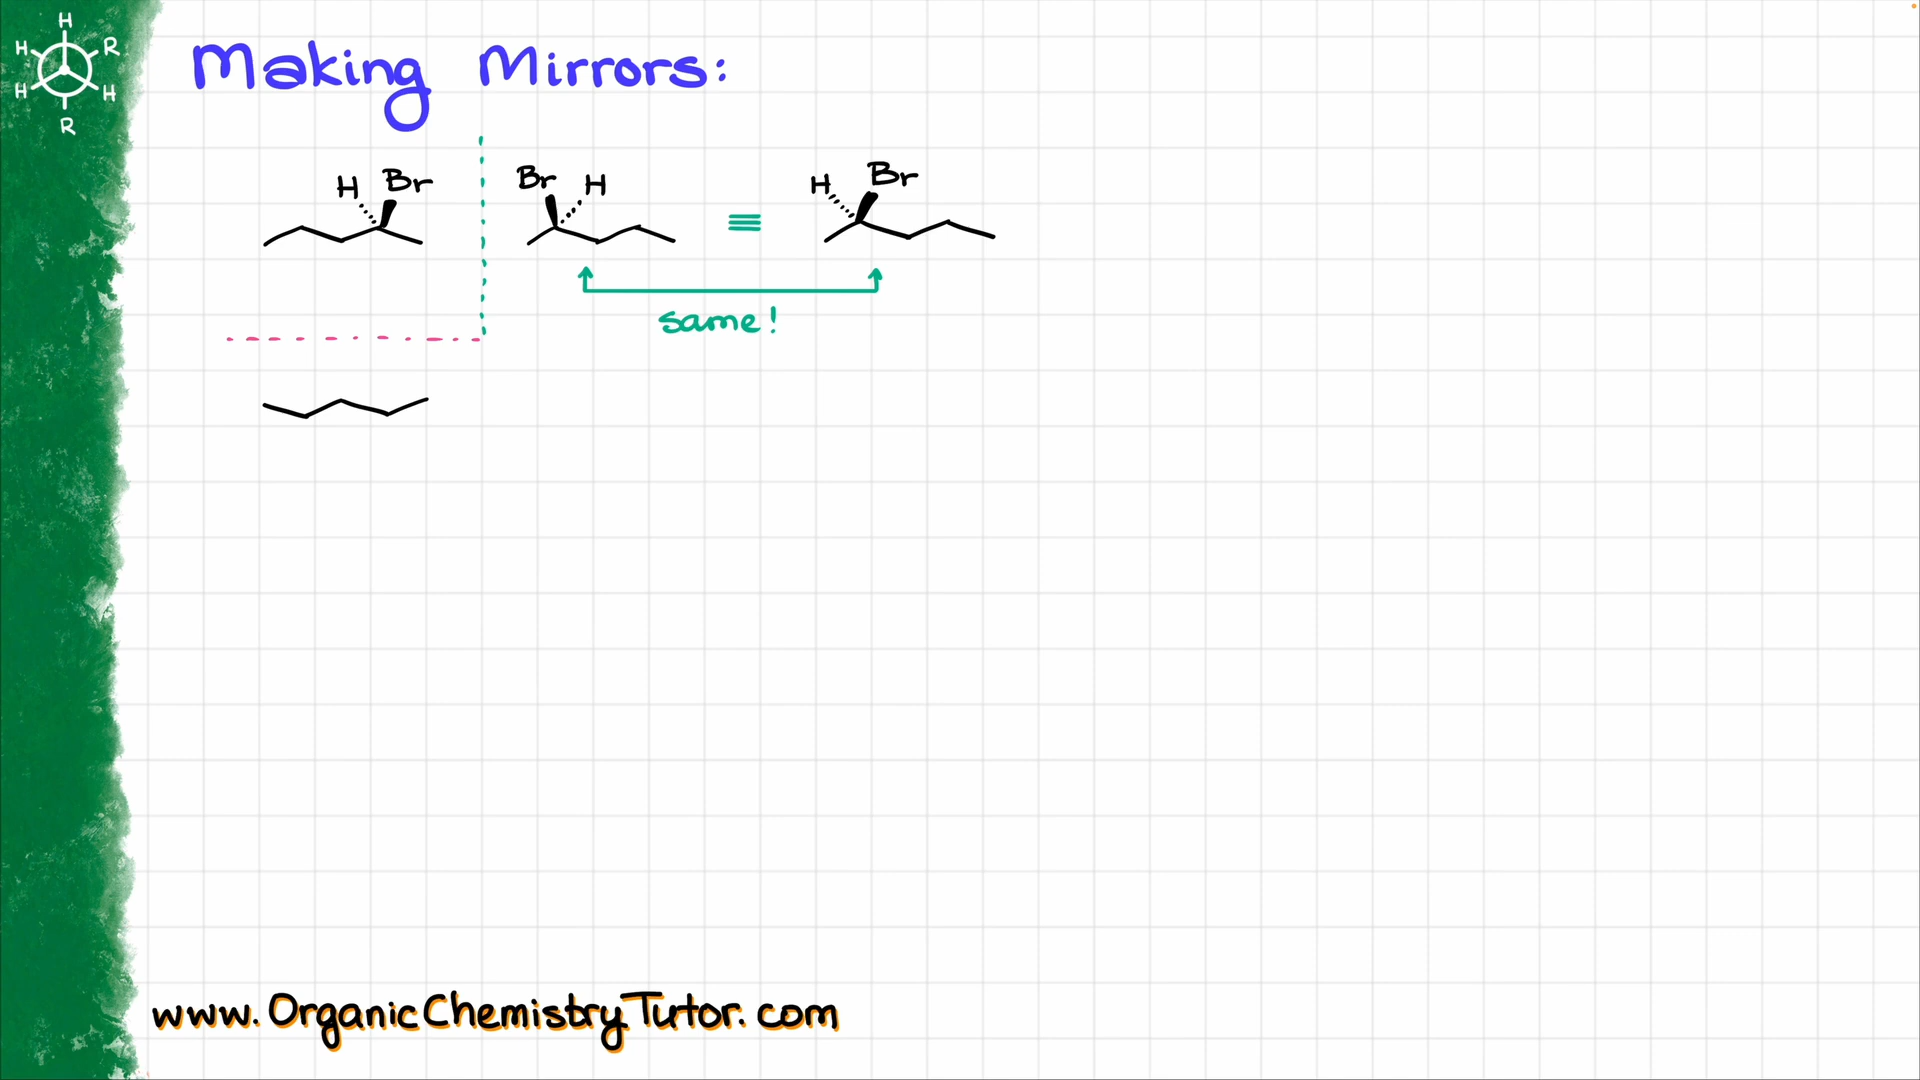 H
H R
H H
R
Making Mirrors:
H Br Br H ≡ H Br
same!
www.OrganicChemistryTutor.com